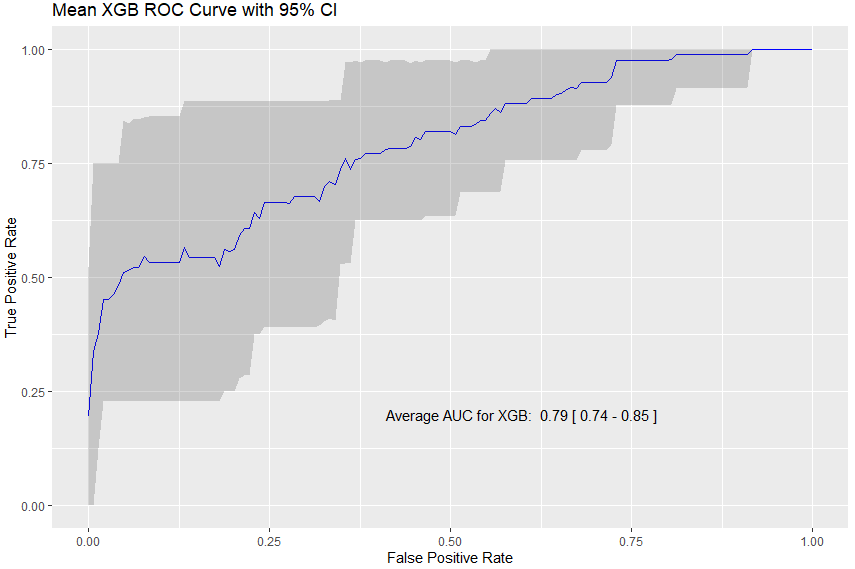 Mean XGB ROC Curve with 95% CI
True Positive Rate
1.00
0.75
0.50
0.25
0.00
Average AUC for XGB:  0.79 [ 0.74 - 0.85 ]
0.00 0.25 0.50 0.75 1.00
False Positive Rate